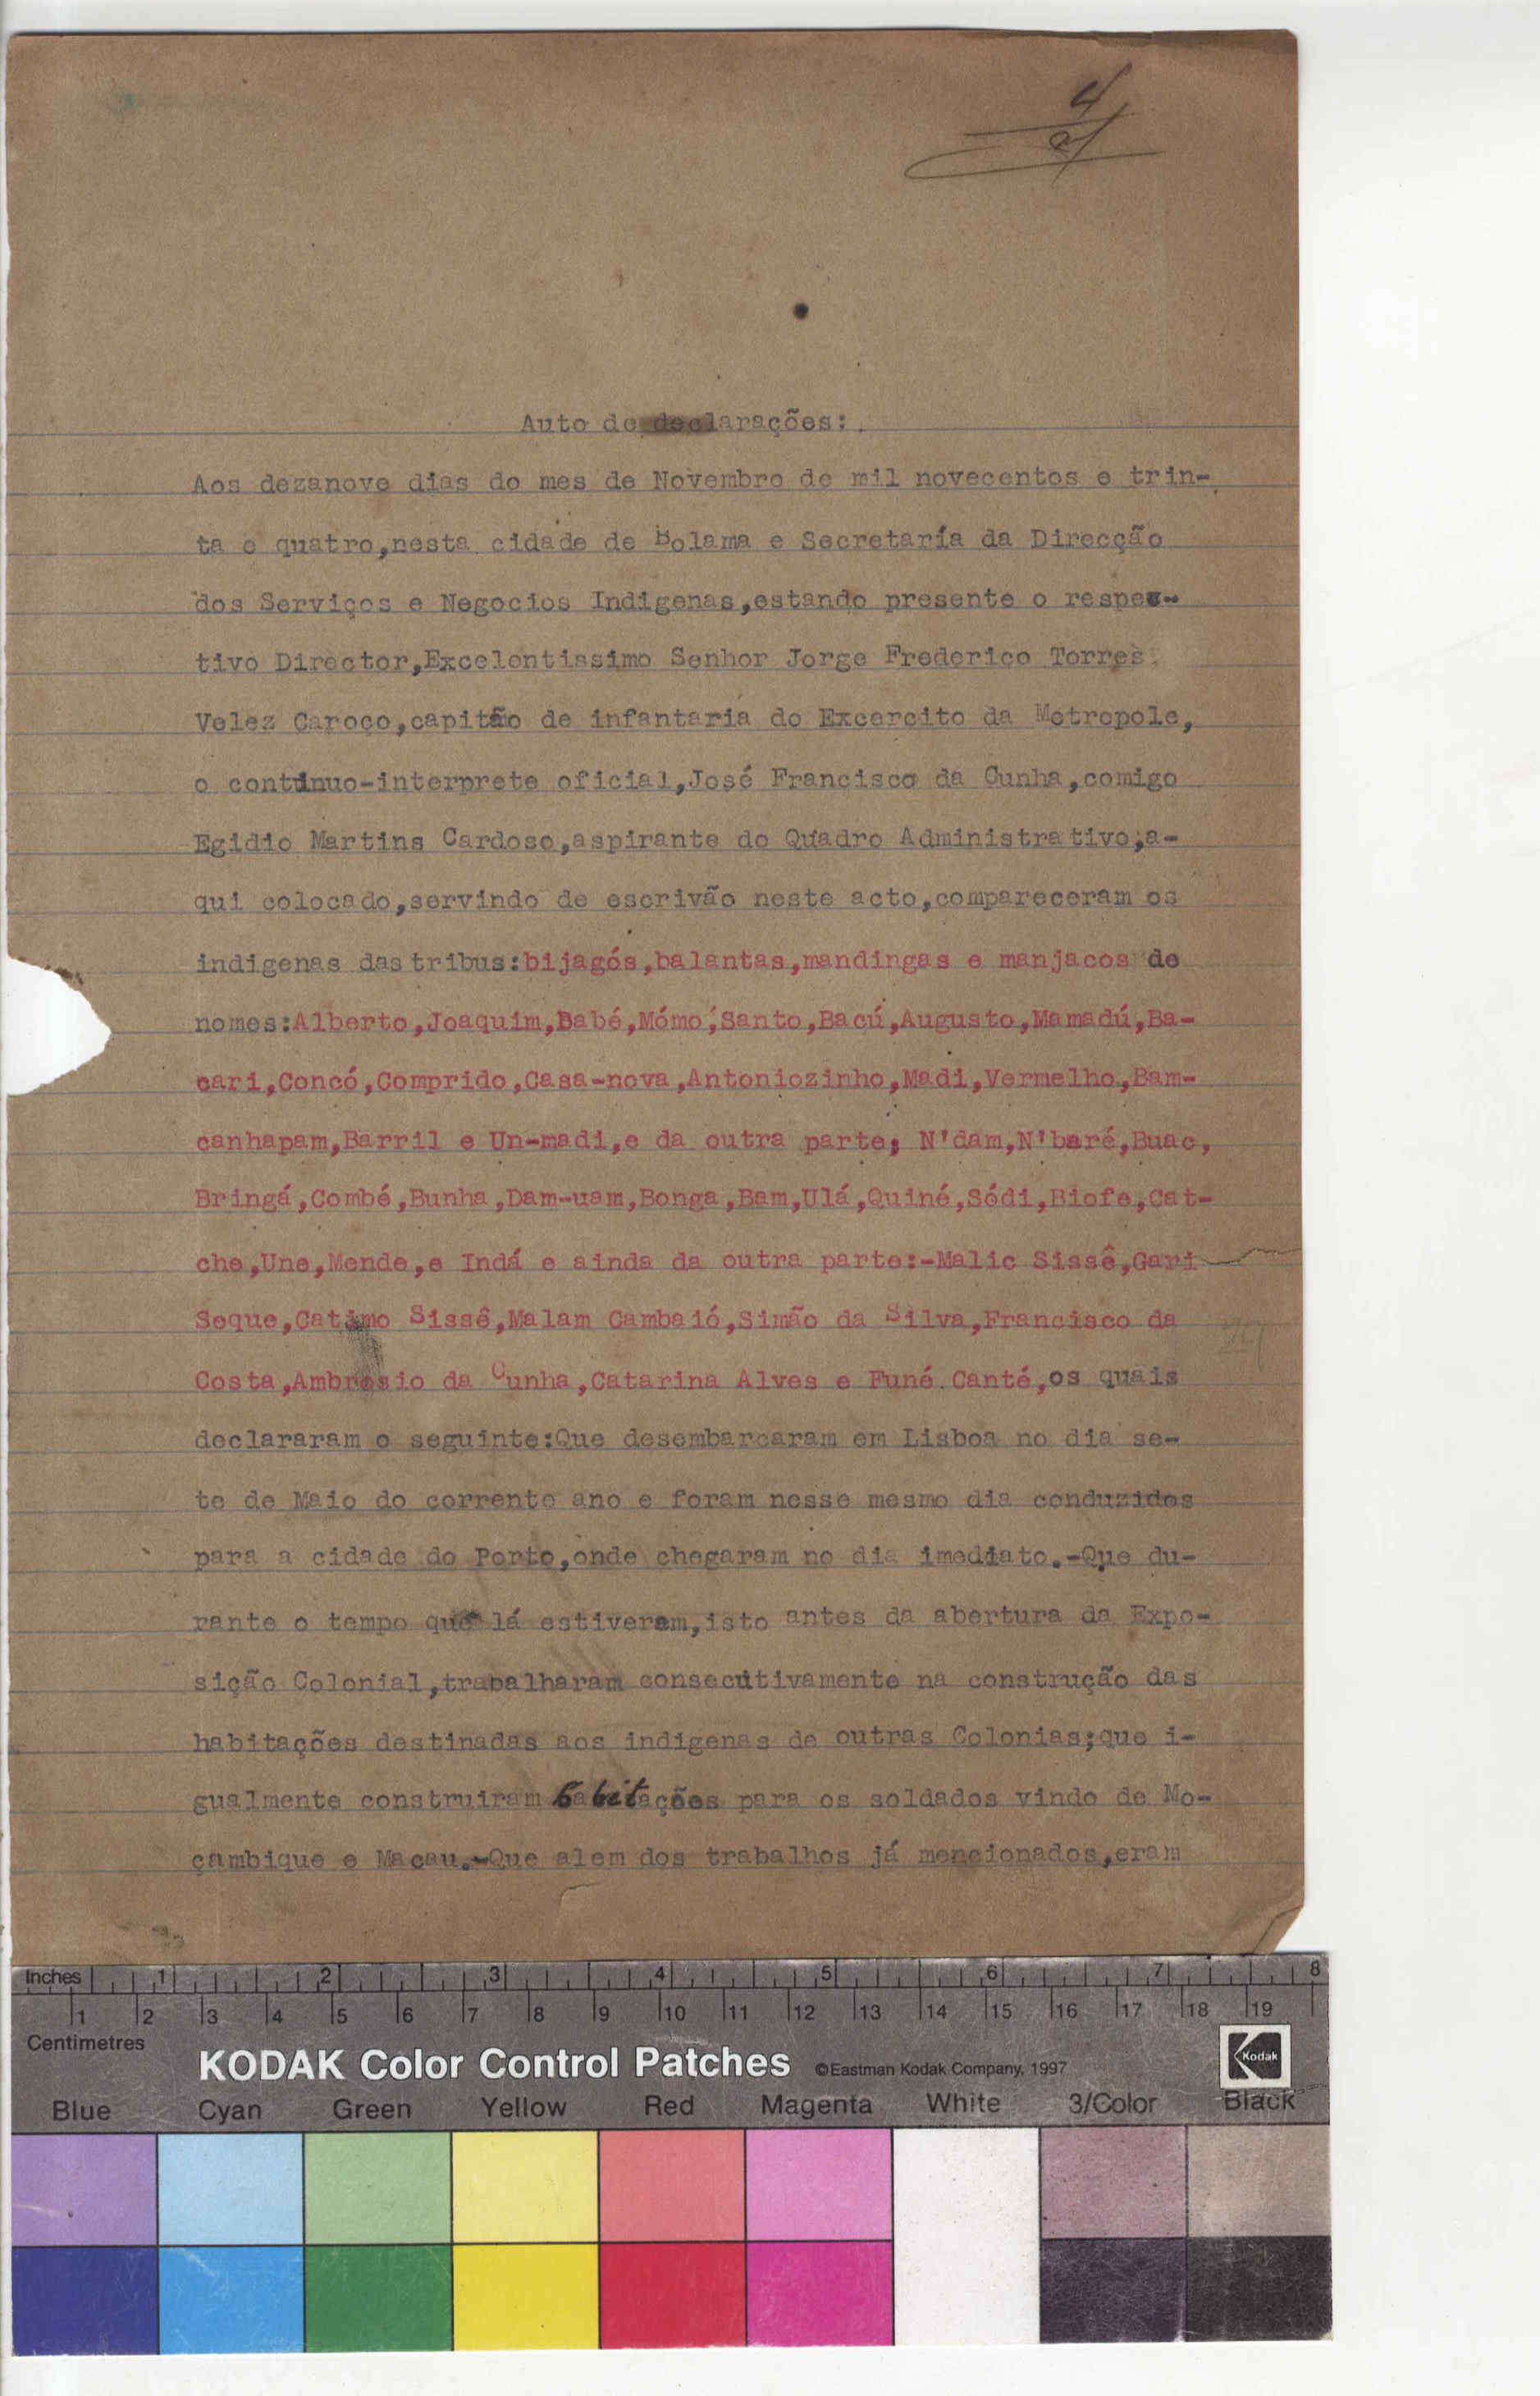 4
Auto de declarações:
Aos dezanove dias do mes de Novembro de mil novecentos e trin-
ta e quatro,nesta cidade de Bolama e Secretaría da Direcção
dos Serviços e Negocios Indigenas,estando presente o respec-
tivo Director,Excelentissimo Senhor Jorge Frederico Torres
Velez Caroço,capitão de infantaria do Excercito da Metropole,
o contínuo-interprete oficial,José Francisco da Cunha,comigo
Egidio Martins Cardoso,aspirante do Quadro Administrativo,a-
qui colocado,servindo de escrivão neste acto,compareceram os
indigenas das tribus:bijagós,balantas,mandingas e manjacos de
nomes:Alberto,Joaquim,Babé,Mómo,Santo,Bacú,Augusto,Mamadú,Ba-
cari,Concó,Comprido,Casa-nova,Antoniozinho,Madi,Vermelho,Bam-
canhapam,Barril e Un-madi,e da outra parte; N'dam,N'baré,Buac,
Bringá,Combé,Bunha,Dam-uam,Bonga,Bam,Ulá,Quiné,Sódi,Biofe,Cat-
che,Une,Mende,e Indá e ainda da outra parte:-Malic Sissê,Gari
Seque,Catimo Sissê,Malam Cambaió,Simão da Silva,Francisco da
Costa,Ambrosio da Cunha,Catarina Alves e Funé Canté,os quais
declararam o seguinte:Que desembarcaram em Lisboa no dia se-
te de Maio do corrente ano e foram nesse mesmo dia conduzidos
para a cidade do Porto,onde chegaram no dia imediato.-Que du-
rante o tempo que lá estiveram,isto antes da abertura da Expo-
sição Colonial,trabalharam consecutivamente na construção das
habitações destinadas aos indigenas de outras Colonias;que i-
gualmente construiram habitações para os soldados vindo de Mo-
çambique e Macau.-Que alem dos trabalhos já mencionados,eram
Inches 1 2 3 4 5 6 7 8
1 2 3 4 5 6 7 8 9 10 11 12 13 14 15 16 17 18 19
Centimetres
KODAK Color Control Patches ©Eastman Kodak Company, 1997 Kodak
Blue Cyan Green Yellow Red Magenta White 3/Color Black